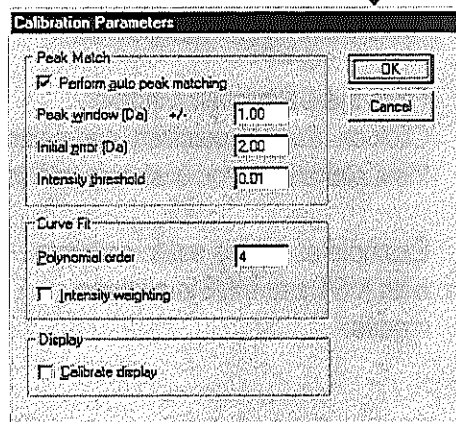 Calibration Parameters
Peak Match
Perform auto peak matching
Peak window (Da) +/- 1.00
Initial error (Da) 2.00
Intensity threshold 0.01
Curve Fit
Polynomial order 4
Intensity weighting
Display
Calibrate display
OK
Cancel